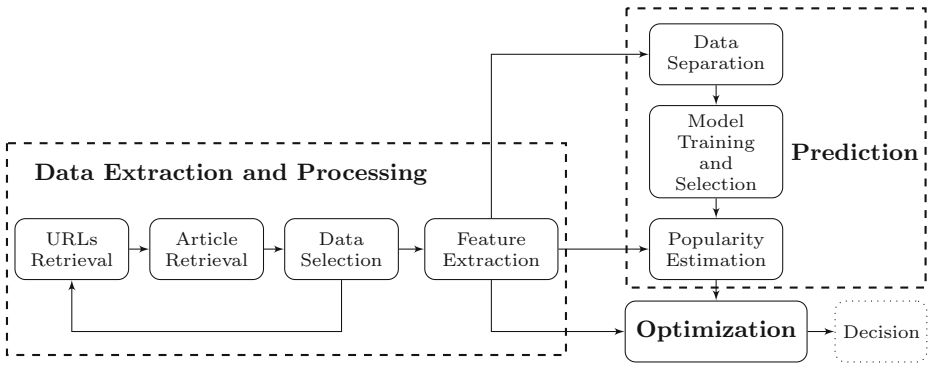 Data Extraction and Processing
URLs
Retrieval
Article
Retrieval
Data
Selection
Feature
Extraction
Data
Separation
Model
Training
and
Selection
Prediction
Popularity
Estimation
Optimization
Decision